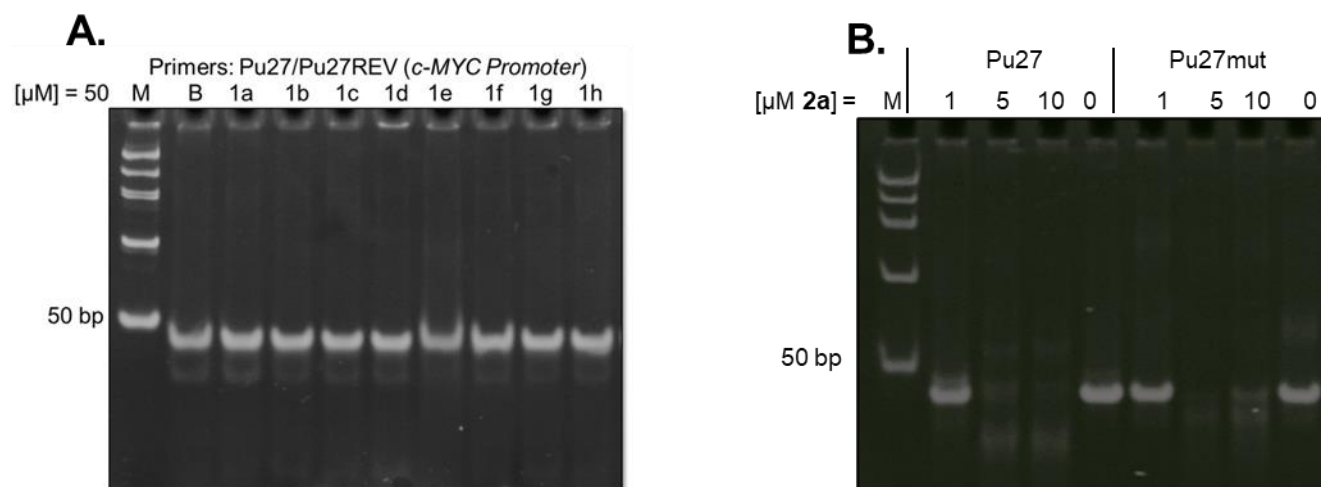 A.
Primers: Pu27/Pu27REV (c-MYC Promoter)
[µM] = 50 M B 1a 1b 1c 1d 1e 1f 1g 1h
50 bp
B.
Pu27 Pu27mut
[µM 2a] = M 1 5 10 0 1 5 10 0
50 bp